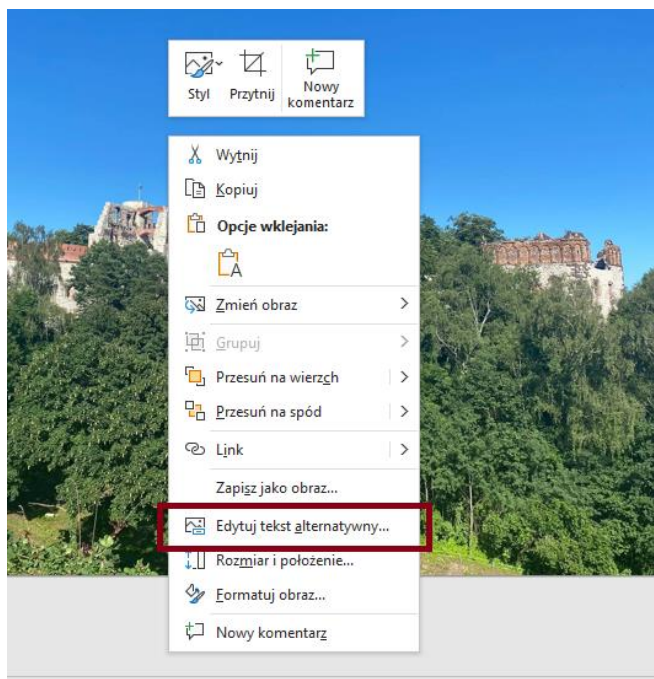 Styl
Przytnij
Nowy
komentarz
Wytnij
Kopiuj
Opcje wklejania:
A
Zmień obraz
Grupuj
Przesuń na wierzch
Przesuń na spód
Link
Zapisz jako obraz...
Edytuj tekst alternatywny...
Rozmiar i położenie...
Formatuj obraz...
Nowy komentarz